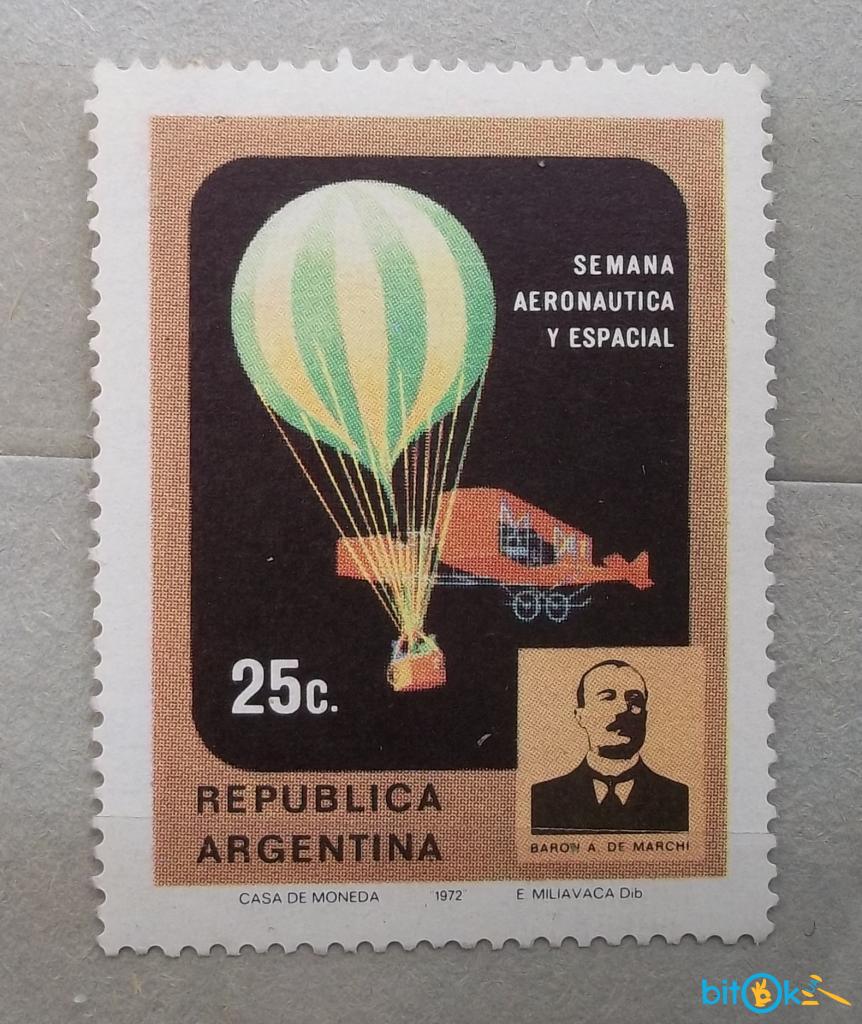 SEMANA
AERONAUTICA
Y ESPACIAL
25c.
REPUBLICA
ARGENTINA
BARON A. DE MARCHI
CASA DE MONEDA "1972" E. MILIAVACA Dib
bitOk